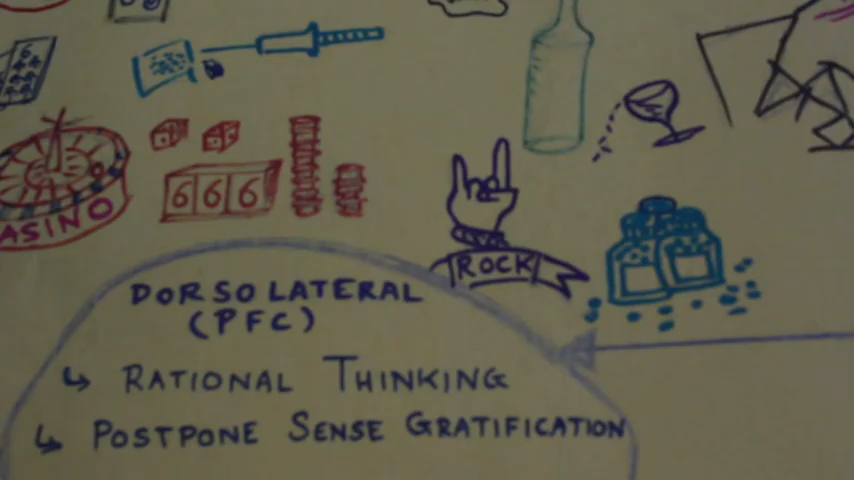 666
ASINO
ROCK
DORSOLATERAL
(PFC)
↳ RATIONAL THINKING
↳ POSTPONE SENSE GRATIFICATION